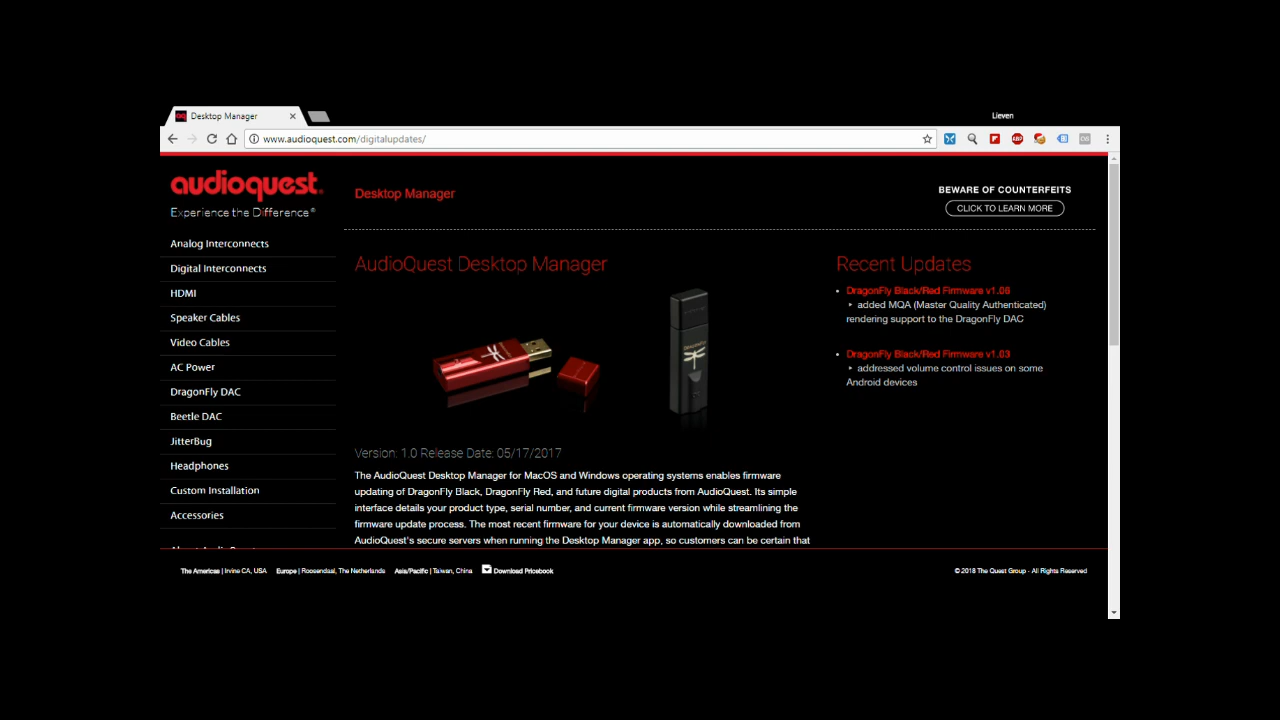 Desktop Manager
Lieven
www.audioquest.com/digitalupdates/
audioquest®
Experience the Difference®
Desktop Manager
BEWARE OF COUNTERFEITS
CLICK TO LEARN MORE
Analog Interconnects
Digital Interconnects
HDMI
Speaker Cables
Video Cables
AC Power
DragonFly DAC
Beetle DAC
JitterBug
Headphones
Custom Installation
Accessories
AudioQuest Desktop Manager
Version: 1.0 Release Date: 05/17/2017
The AudioQuest Desktop Manager for MacOS and Windows operating systems enables firmware
updating of DragonFly Black, DragonFly Red, and future digital products from AudioQuest. Its simple
interface details your product type, serial number, and current firmware version while streamlining the
firmware update process. The most recent firmware for your device is automatically downloaded from
AudioQuest's secure servers when running the Desktop Manager app, so customers can be certain that
Recent Updates
• DragonFly Black/Red Firmware v1.06
‣ added MQA (Master Quality Authenticated)
rendering support to the DragonFly DAC
• DragonFly Black/Red Firmware v1.03
‣ addressed volume control issues on some
Android devices
The Americas | Irvine CA, USA Europe | Roosendaal, The Netherlands Asia/Pacific | Taiwan, China Download Pricebook
© 2018 The Quest Group - All Rights Reserved